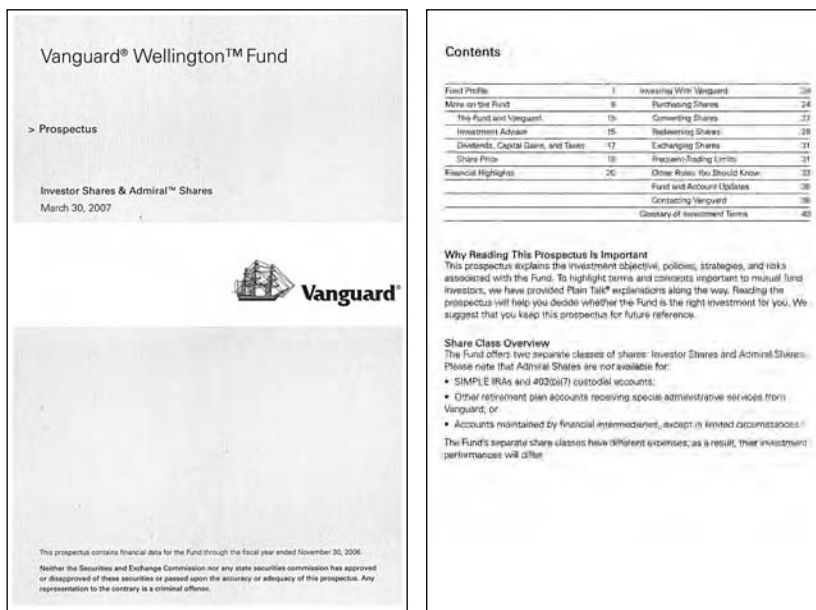 Vanguard® Wellington™ Fund
> Prospectus
Investor Shares & Admiral™ Shares
March 30, 2007
Vanguard®
This prospectus contains financial data for the Fund through the fiscal year ended November 30, 2006.
Neither the Securities and Exchange Commission nor any state securities commission has approved
or disapproved of these securities or passed upon the accuracy or adequacy of this prospectus. Any
representation to the contrary is a criminal offense.
Contents
Fund Profile 1 Investing With Vanguard
More on the Fund Purchasing Shares 24
The Fund and Vanguard 15 Converting Shares 27
Investment Advisor 15 Redeeming Shares 28
Dividends, Capital Gains, and Taxes 17 Exchanging Shares 31
Share Price Frequent-Trading Limits 31
Financial Highlights 20 Other Rules You Should Know 33
Fund and Account Updates
Contacting Vanguard
Glossary of Investment Terms 40
Why Reading This Prospectus Is Important
This prospectus explains the investment objective, policies, strategies, and risks
associated with the Fund. To highlight terms and concepts important to mutual fund
investors, we have provided Plain Talk® explanations along the way. Reading the
prospectus will help you decide whether the Fund is the right investment for you. We
suggest that you keep this prospectus for future reference.
Share Class Overview
The Fund offers two separate classes of shares: Investor Shares and Admiral Shares.
Please note that Admiral Shares are not available for:
• SIMPLE IRAs and 403(b)(7) custodial accounts;
• Other retirement plan accounts receiving special administrative services from
Vanguard; or
• Accounts maintained by financial intermediaries, except in limited circumstances.
The Fund's separate share classes have different expenses; as a result, their investment
performances will differ.